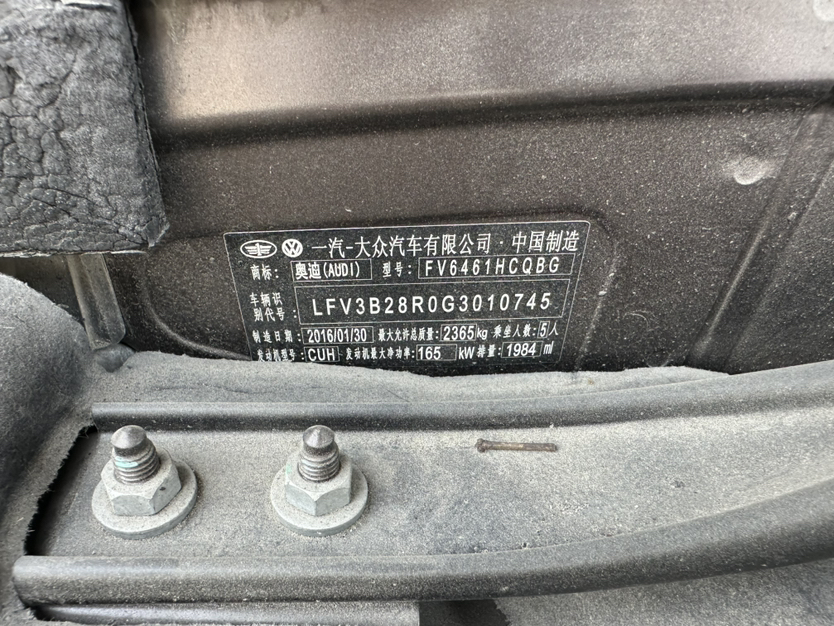 一汽-大众汽车有限公司·中国制造
商标: 奥迪(AUDI) 型号: FV6461HCQBG
车辆识别代号: LFV3B28R0G3010745
制造日期: 2016/01/30 最大允许总质量: 2365kg 乘坐人数: 5人
发动机型号: CUH 发动机最大净功率: 165 kW 排量: 1984 ml